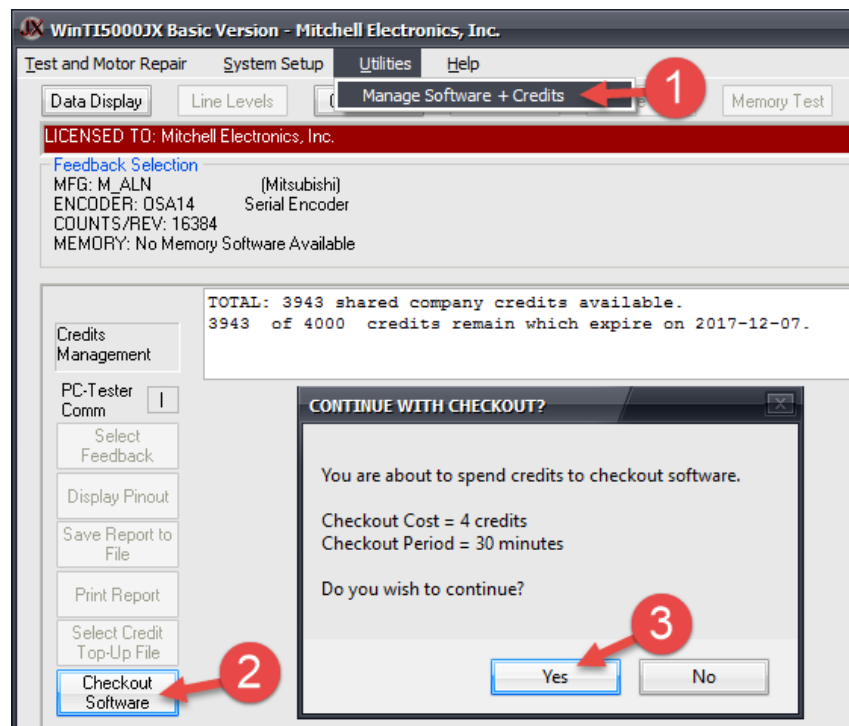 WinTI5000JX Basic Version - Mitchell Electronics, Inc.
Test and Motor Repair System Setup Utilities Help
Manage Software + Credits
1
Data Display Line Levels Memory Test
LICENSED TO: Mitchell Electronics, Inc.
Feedback Selection
MFG: M_ALN (Mitsubishi)
ENCODER: OSA14 Serial Encoder
COUNTS/REV: 16384
MEMORY: No Memory Software Available
TOTAL: 3943 shared company credits available.
3943 of 4000 credits remain which expire on 2017-12-07.
Credits
Management
PC-Tester
Comm
Select
Feedback
Display Pinout
Save Report to
File
Print Report
Select Credit
Top-Up File
Checkout
Software
2
CONTINUE WITH CHECKOUT?
You are about to spend credits to checkout software.
Checkout Cost = 4 credits
Checkout Period = 30 minutes
Do you wish to continue?
3
Yes No